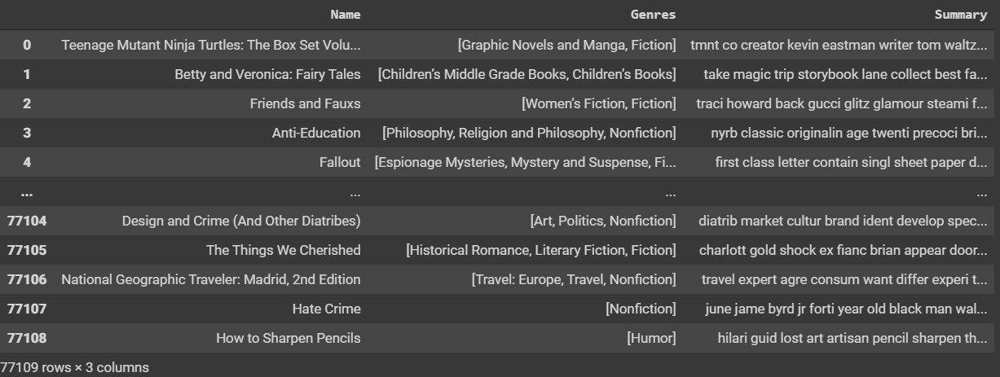 Name Genres Summary
0 Teenage Mutant Ninja Turtles: The Box Set Volu... [Graphic Novels and Manga, Fiction] tmnt co creator kevin eastman writer tom waltz...
1 Betty and Veronica: Fairy Tales [Children’s Middle Grade Books, Children’s Books] take magic trip storybook lane collect best fa...
2 Friends and Fauxs [Women’s Fiction, Fiction] traci howard back gucci glitz glamour steami f...
3 Anti-Education [Philosophy, Religion and Philosophy, Nonfiction] nyrb classic originalin age twenti precoci bri...
4 Fallout [Espionage Mysteries, Mystery and Suspense, Fi... first class letter contain singl sheet paper d...
... ... ... ...
77104 Design and Crime (And Other Diatribes) [Art, Politics, Nonfiction] diatrib market cultur brand ident develop spec...
77105 The Things We Cherished [Historical Romance, Literary Fiction, Fiction] charlott gold shock ex fianc brian appear door...
77106 National Geographic Traveler: Madrid, 2nd Edition [Travel: Europe, Travel, Nonfiction] travel expert agre consum want differ experi t...
77107 Hate Crime [Nonfiction] june jame byrd jr forti year old black man wal...
77108 How to Sharpen Pencils [Humor] hilari guid lost art artisan pencil sharpen th...
77109 rows × 3 columns